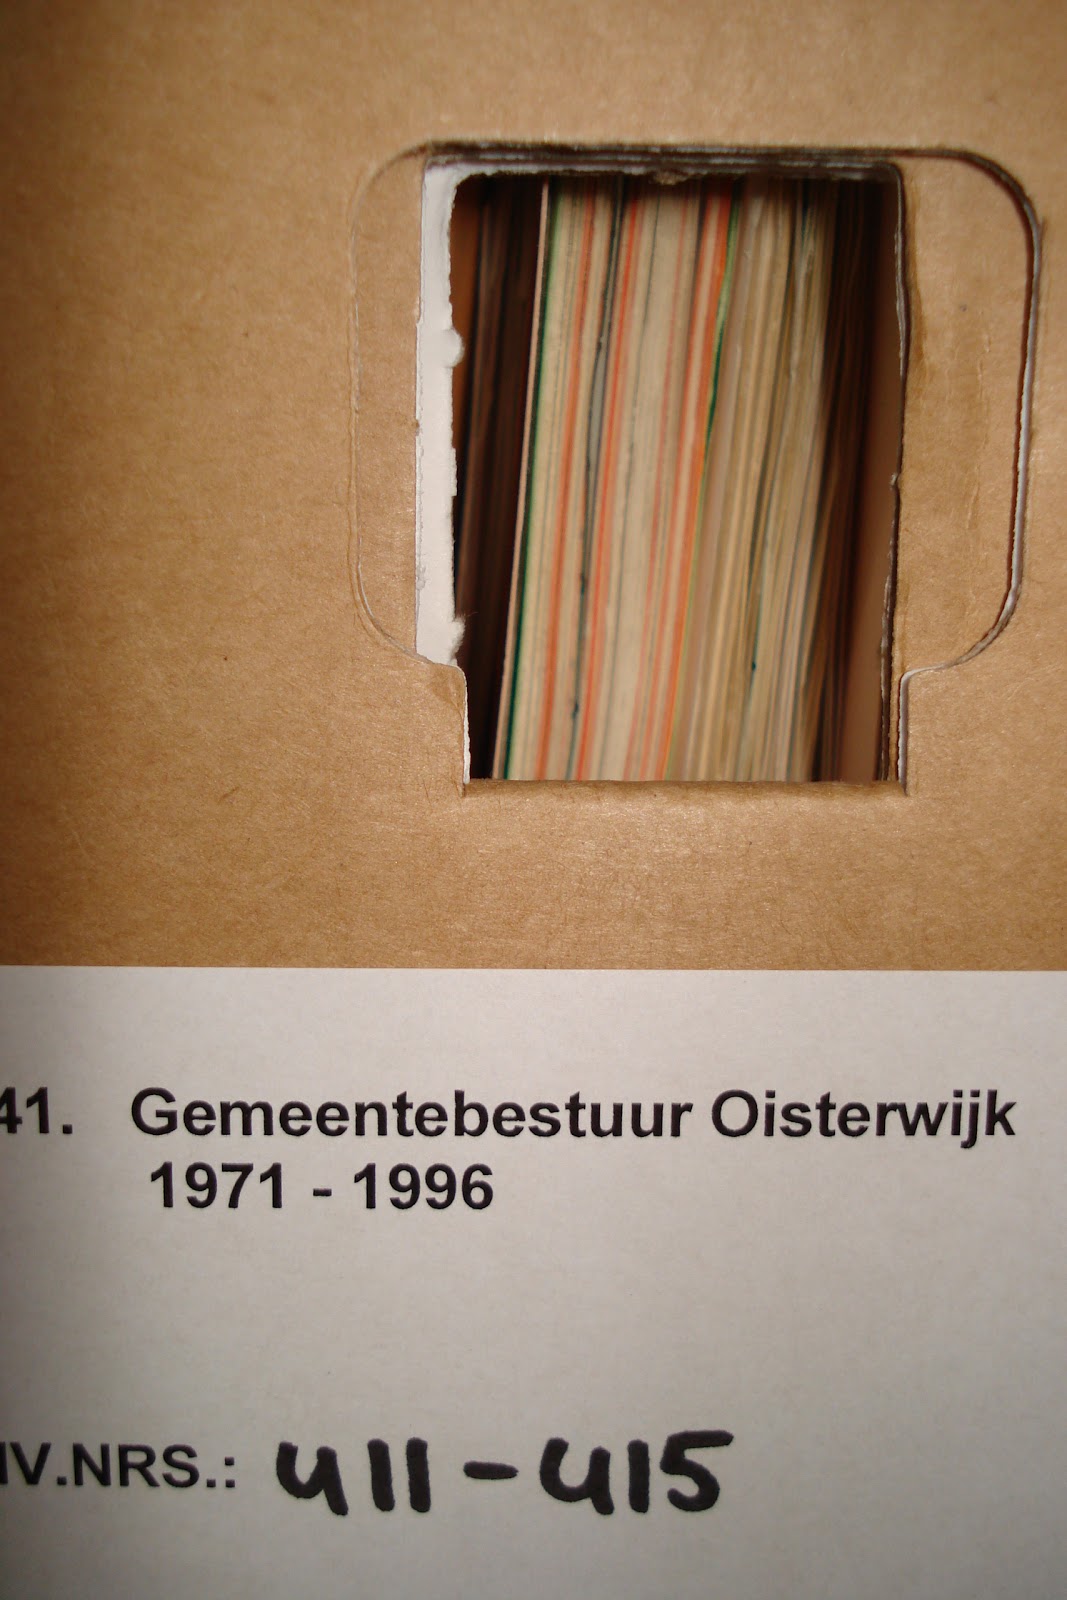 41. Gemeentebestuur Oisterwijk
1971 - 1996
IV.NRS.: 411-415